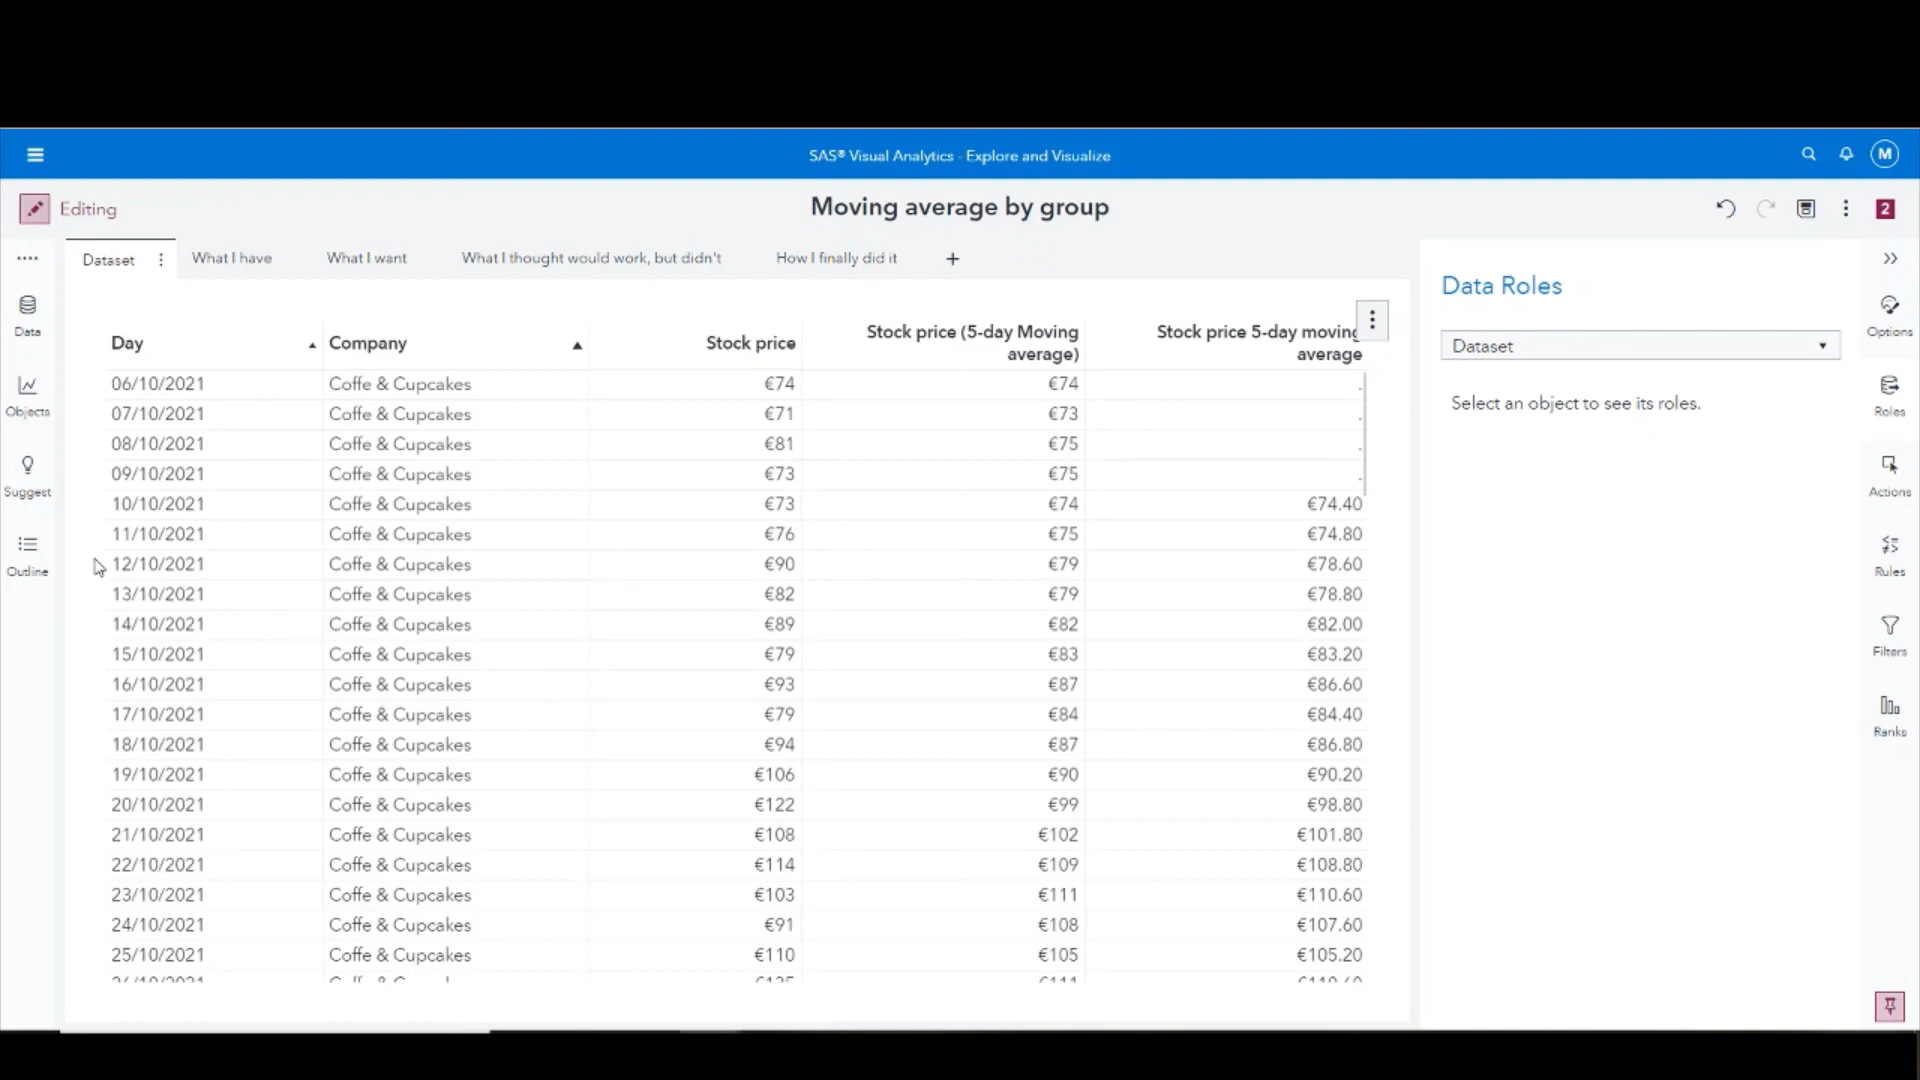 SAS® Visual Analytics - Explore and Visualize
M
Editing
Moving average by group
2
Dataset
What I have
What I want
What I thought would work, but didn't
How I finally did it
+
Data
Objects
Suggest
Outline
Day Company Stock price Stock price (5-day Moving average) Stock price 5-day moving average
06/10/2021 Coffe & Cupcakes €74 €74 .
07/10/2021 Coffe & Cupcakes €71 €73 .
08/10/2021 Coffe & Cupcakes €81 €75 .
09/10/2021 Coffe & Cupcakes €73 €75 .
10/10/2021 Coffe & Cupcakes €73 €74 €74.40
11/10/2021 Coffe & Cupcakes €76 €75 €74.80
12/10/2021 Coffe & Cupcakes €90 €79 €78.60
13/10/2021 Coffe & Cupcakes €82 €79 €78.80
14/10/2021 Coffe & Cupcakes €89 €82 €82.00
15/10/2021 Coffe & Cupcakes €79 €83 €83.20
16/10/2021 Coffe & Cupcakes €93 €87 €86.60
17/10/2021 Coffe & Cupcakes €79 €84 €84.40
18/10/2021 Coffe & Cupcakes €94 €87 €86.80
19/10/2021 Coffe & Cupcakes €106 €90 €90.20
20/10/2021 Coffe & Cupcakes €122 €99 €98.80
21/10/2021 Coffe & Cupcakes €108 €102 €101.80
22/10/2021 Coffe & Cupcakes €114 €109 €108.80
23/10/2021 Coffe & Cupcakes €103 €111 €110.60
24/10/2021 Coffe & Cupcakes €91 €108 €107.60
25/10/2021 Coffe & Cupcakes €110 €105 €105.20
Data Roles
Dataset
Select an object to see its roles.
Options
Roles
Actions
Rules
Filters
Ranks